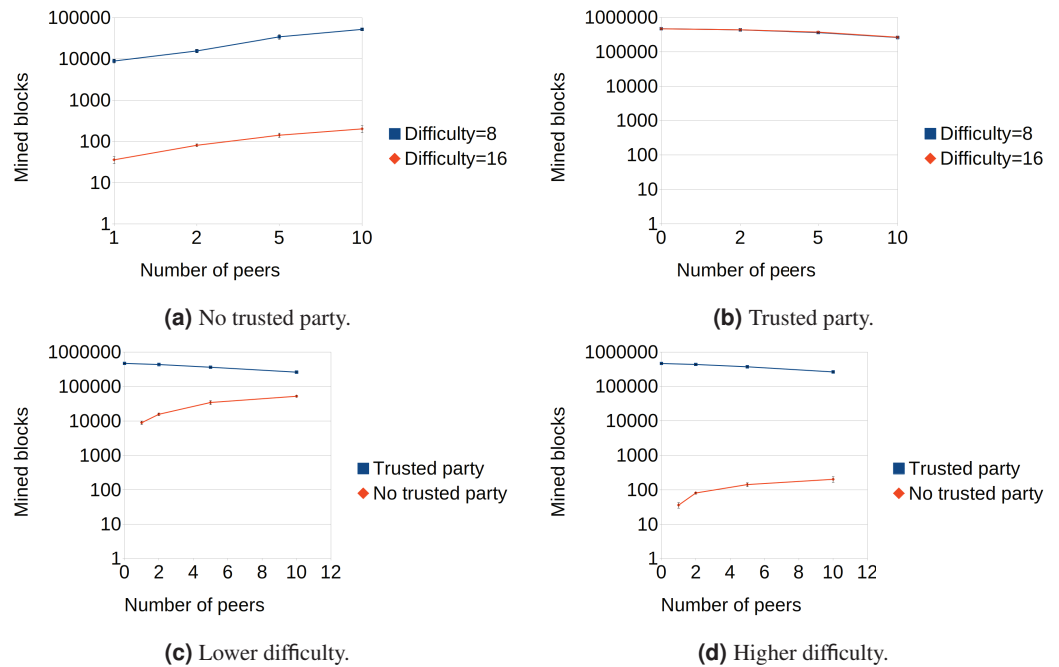 100000
10000
1000
100
10
1
1
2
5
10
Mined blocks
Number of peers
Difficulty=8
Difficulty=16
(a) No trusted party.
1000000
100000
10000
1000
100
10
1
0
2
5
10
Mined blocks
Number of peers
Difficulty=8
Difficulty=16
(b) Trusted party.
1000000
100000
10000
1000
100
10
1
0 2 4 6 8 10 12
Mined blocks
Number of peers
Trusted party
No trusted party
(c) Lower difficulty.
1000000
100000
10000
1000
100
10
1
0 2 4 6 8 10 12
Mined blocks
Number of peers
Trusted party
No trusted party
(d) Higher difficulty.